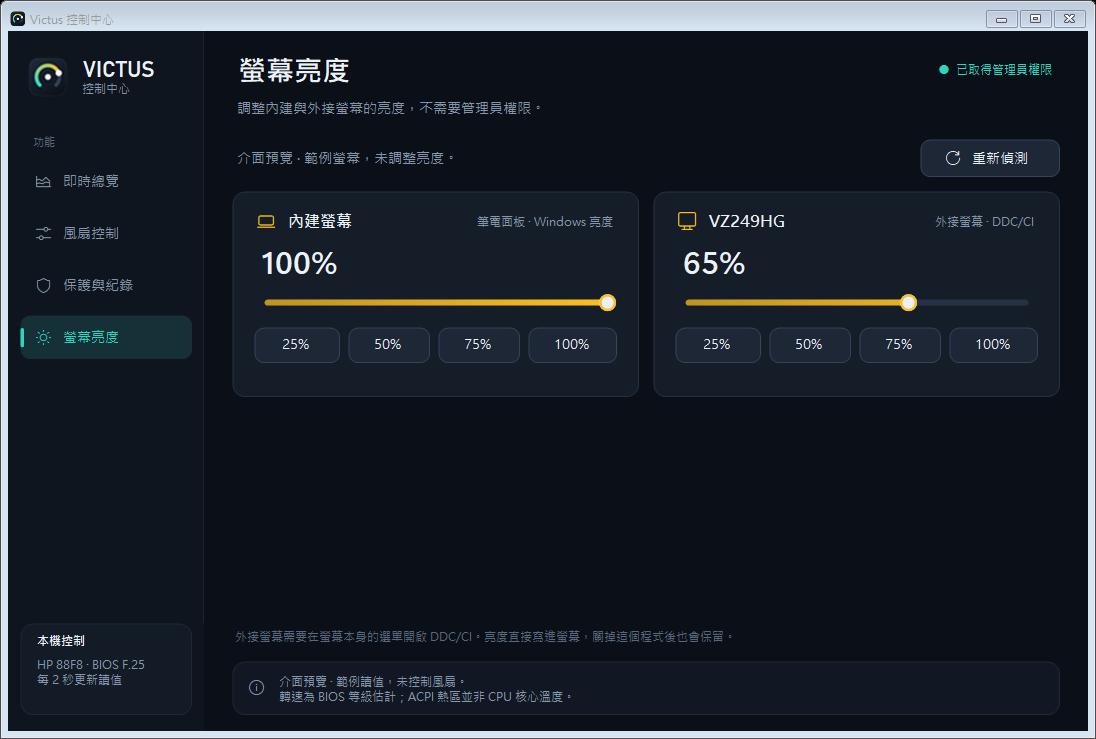 Victus 控制中心
VICTUS
控制中心
功能
即時總覽
風扇控制
保護與紀錄
螢幕亮度
本機控制
HP 88F8 · BIOS F.25
每 2 秒更新讀值
螢幕亮度
已取得管理員權限
調整內建與外接螢幕的亮度，不需要管理員權限。
介面預覽 · 範例螢幕，未調整亮度。
重新偵測
內建螢幕
筆電面板 · Windows 亮度
100%
25%
50%
75%
100%
VZ249HG
外接螢幕 · DDC/CI
65%
25%
50%
75%
100%
外接螢幕需要在螢幕本身的選單開啟 DDC/CI。亮度直接寫進螢幕，關掉這個程式後也會保留。
介面預覽 · 範例讀值，未控制風扇。
轉速為 BIOS 等級估計；ACPI 熱區並非 CPU 核心溫度。